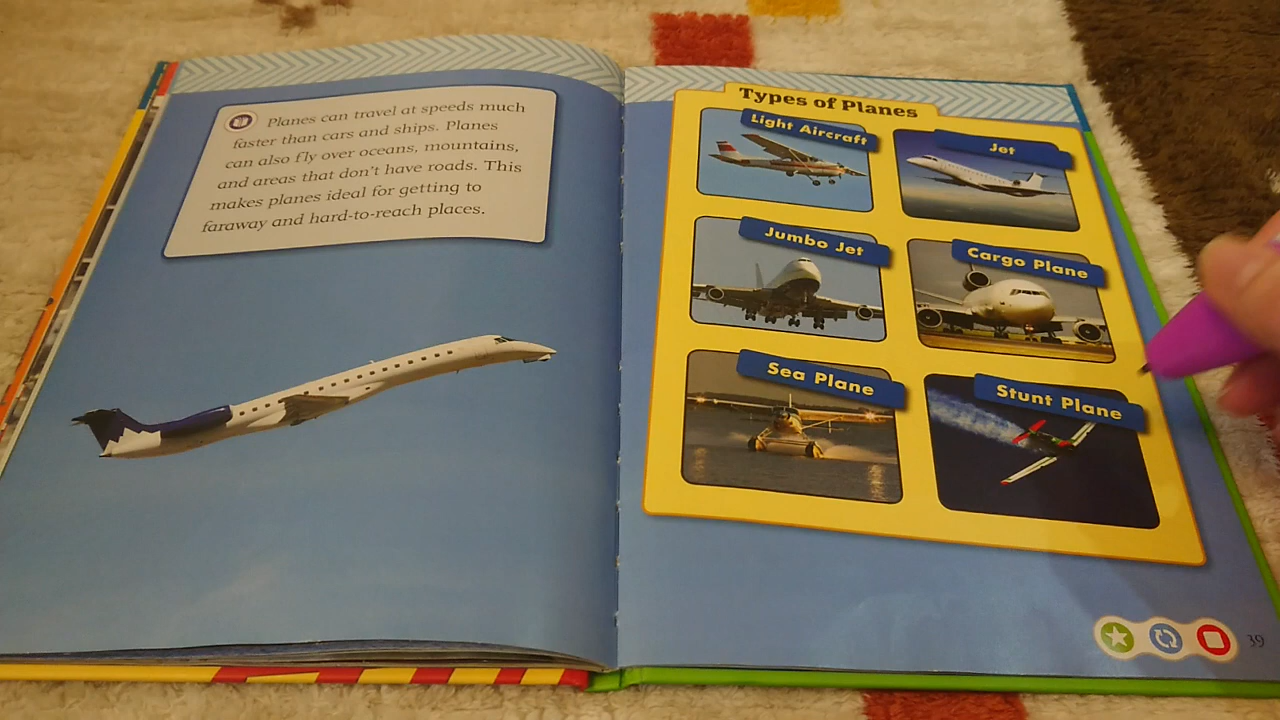 Planes can travel at speeds much
faster than cars and ships. Planes
can also fly over oceans, mountains,
and areas that don't have roads. This
makes planes ideal for getting to
faraway and hard-to-reach places.
Types of Planes
Light Aircraft
Jet
Jumbo Jet
Cargo Plane
Sea Plane
Stunt Plane
39